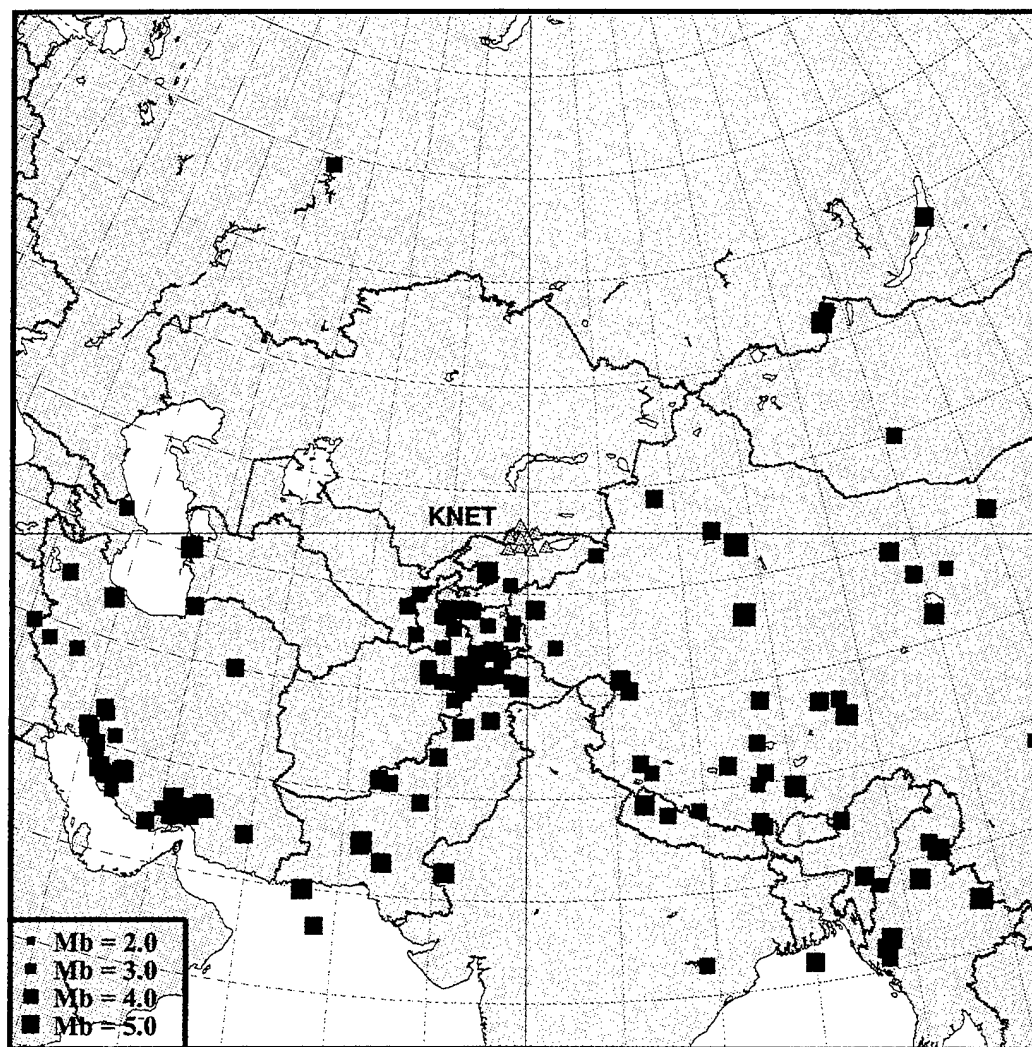 KNET
Mb = 2.0
Mb = 3.0
Mb = 4.0
Mb = 5.0